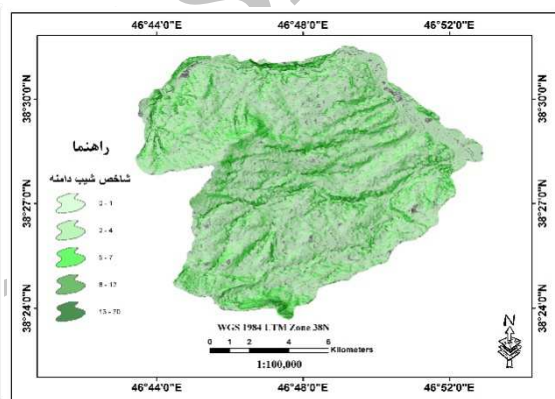 46°44'0"E 46°48'0"E 46°52'0"E
38°30'0"N 38°30'0"N
راهنما
شاخص شیب دامنه
2 - 4
5 - 7
8 - 12
13 - 20
38°27'0"N 38°27'0"N
38°24'0"N 38°24'0"N
WGS 1984 UTM Zone 38N
0 1 2 4 6
Kilometers
1:100,000
N
46°44'0"E 46°48'0"E 46°52'0"E